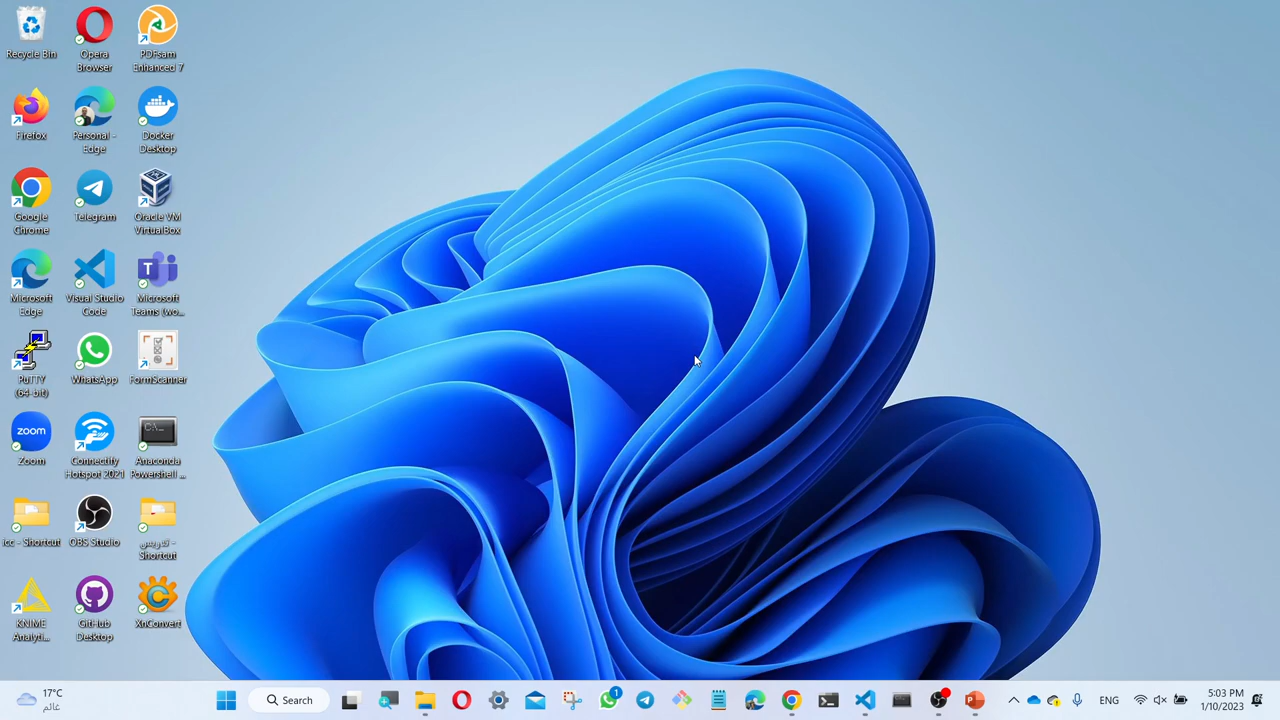 Recycle Bin
Opera
Browser
PDFsam
Enhanced 7
Firefox
Personal -
Edge
Docker
Desktop
Google
Chrome
Telegram
Oracle VM
VirtualBox
Microsoft
Edge
Visual Studio
Code
Microsoft
Teams (wo...
PuTTY
(64-bit)
WhatsApp
FormScanner
zoom
Zoom
Connectify
Hotspot 2021
C:\._
Anaconda
Powershell ...
icc - Shortcut
OBS Studio
Shortcut
KNIME
Analyti...
GitHub
Desktop
XnConvert
17°C
غائم
Search
1
ENG
5:03 PM
1/10/2023